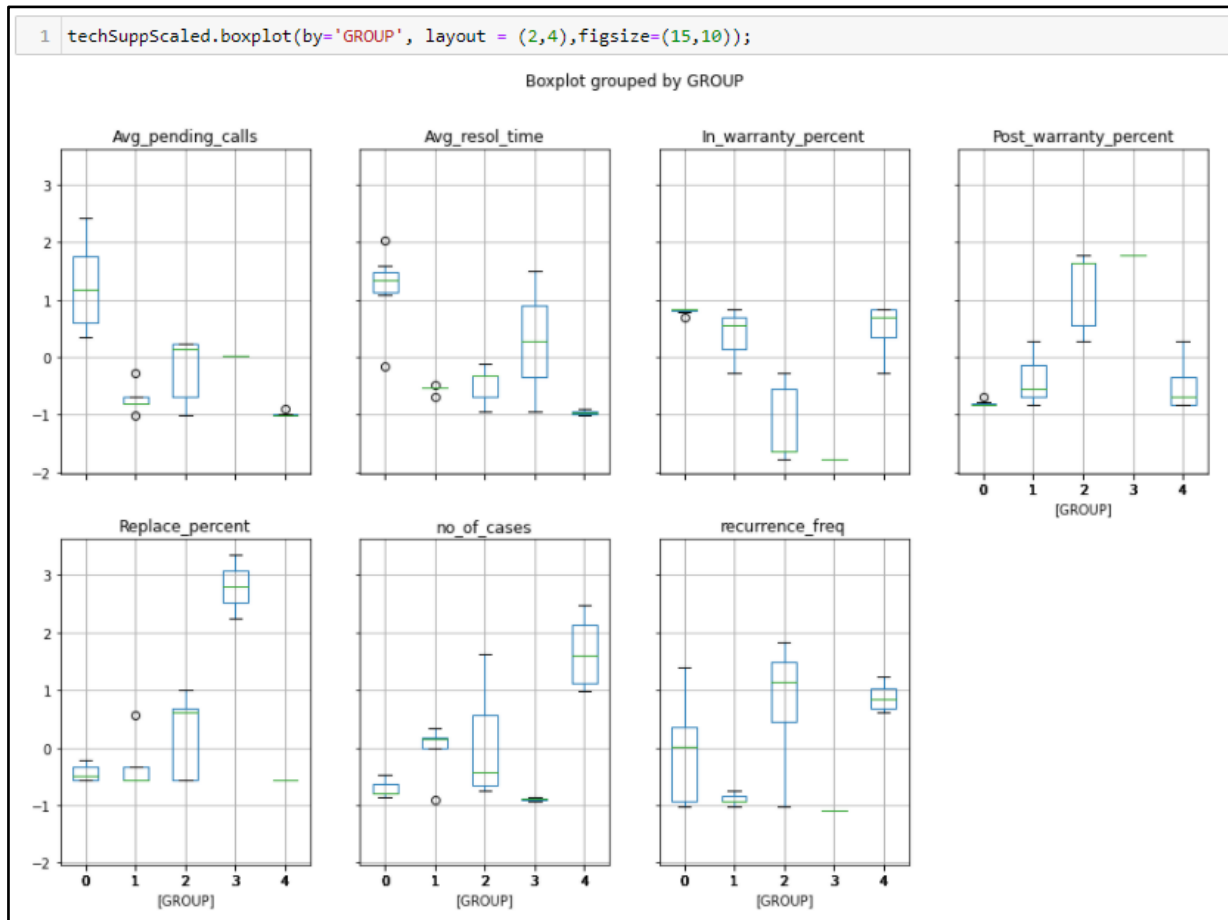 1 techSuppScaled.boxplot(by='GROUP', layout = (2,4),figsize=(15,10));
Boxplot grouped by GROUP
Avg_pending_calls
Avg_resol_time
In_warranty_percent
Post_warranty_percent
3
2
1
0
−1
−2
0 1 2 3 4
[GROUP]
Replace_percent
no_of_cases
recurrence_freq
3
2
1
0
−1
−2
0 1 2 3 4
[GROUP]
0 1 2 3 4
[GROUP]
0 1 2 3 4
[GROUP]